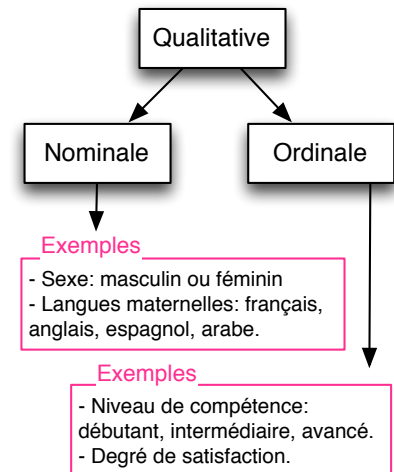 Qualitative
Nominale
Ordinale
Exemples
- Sexe: masculin ou féminin
- Langues maternelles: français,
anglais, espagnol, arabe.
Exemples
- Niveau de compétence:
débutant, intermédiaire, avancé.
- Degré de satisfaction.